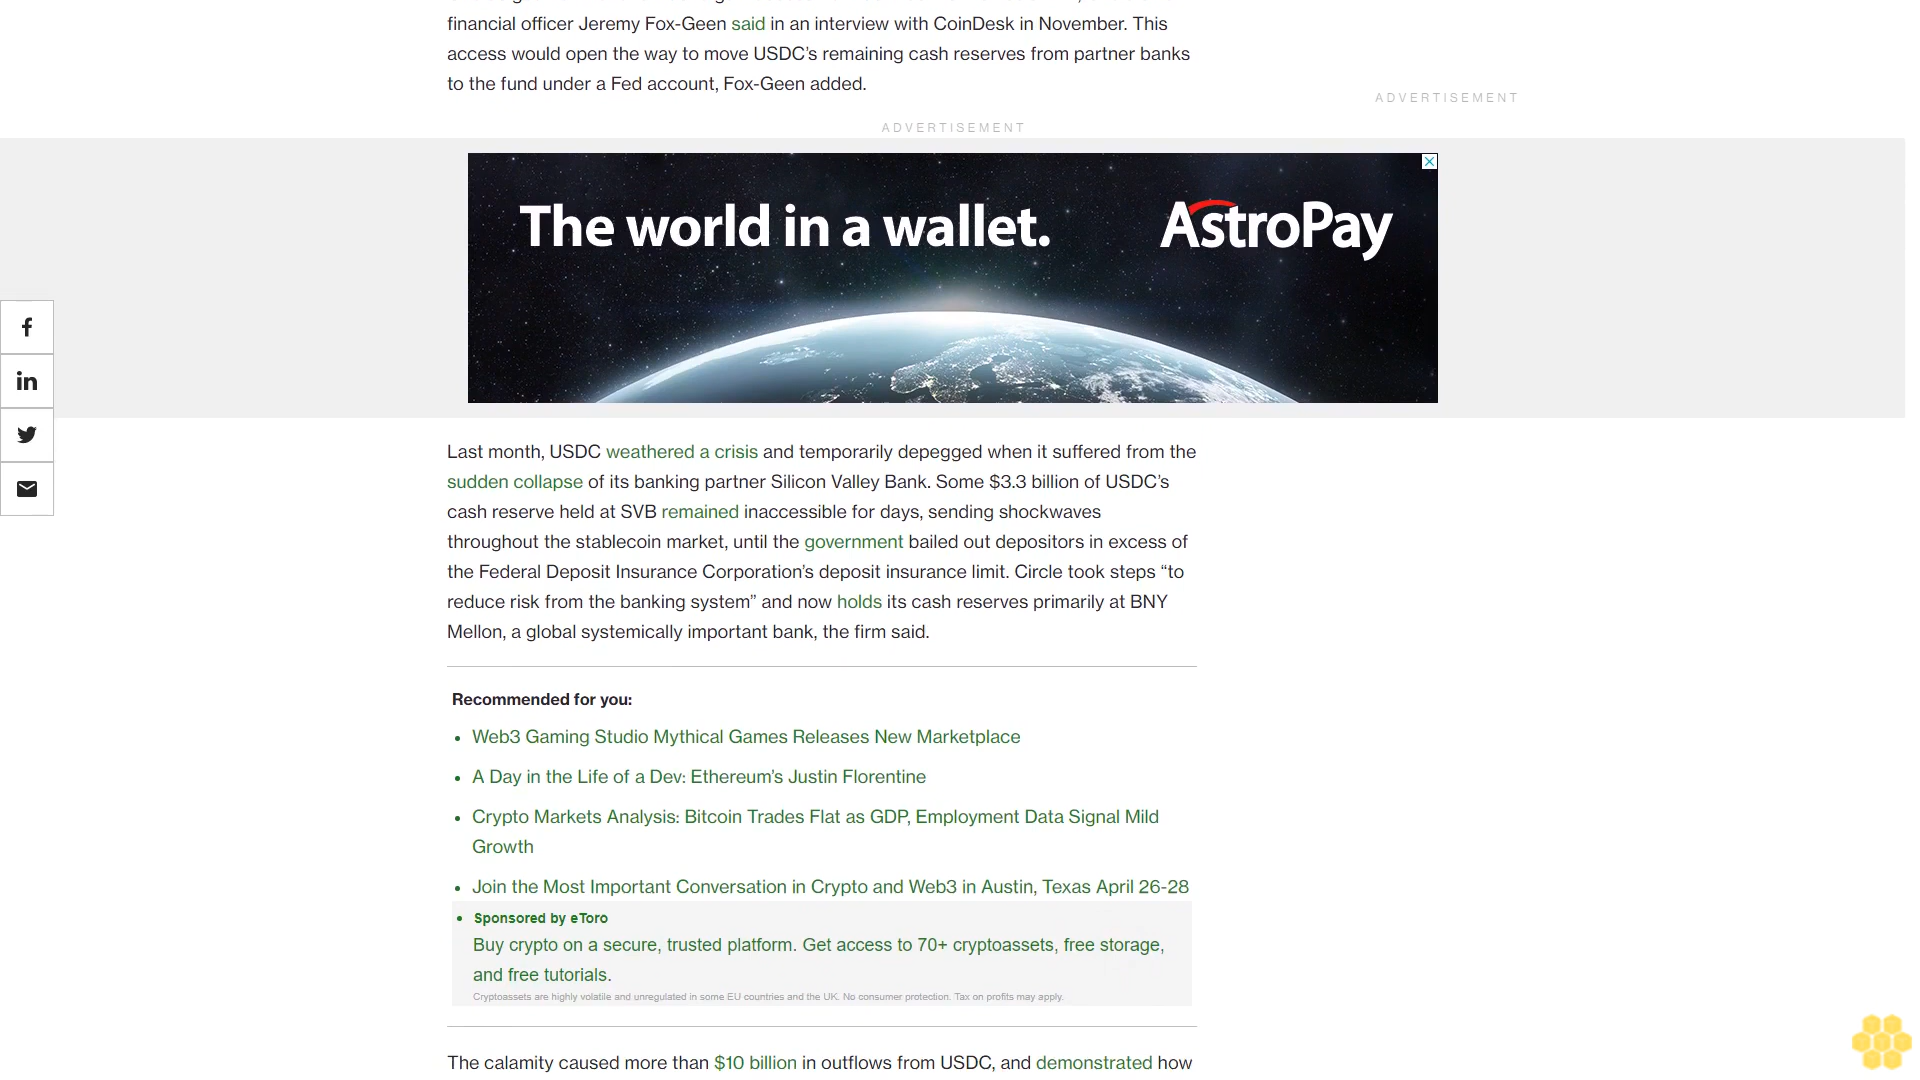 financial officer Jeremy Fox-Geen said in an interview with CoinDesk in November. This
access would open the way to move USDC’s remaining cash reserves from partner banks
to the fund under a Fed account, Fox-Geen added.
ADVERTISEMENT
ADVERTISEMENT
The world in a wallet.
AstroPay
Last month, USDC weathered a crisis and temporarily depegged when it suffered from the
sudden collapse of its banking partner Silicon Valley Bank. Some $3.3 billion of USDC’s
cash reserve held at SVB remained inaccessible for days, sending shockwaves
throughout the stablecoin market, until the government bailed out depositors in excess of
the Federal Deposit Insurance Corporation’s deposit insurance limit. Circle took steps “to
reduce risk from the banking system” and now holds its cash reserves primarily at BNY
Mellon, a global systemically important bank, the firm said.
Recommended for you:
• Web3 Gaming Studio Mythical Games Releases New Marketplace
• A Day in the Life of a Dev: Ethereum’s Justin Florentine
• Crypto Markets Analysis: Bitcoin Trades Flat as GDP, Employment Data Signal Mild
Growth
• Join the Most Important Conversation in Crypto and Web3 in Austin, Texas April 26-28
• Sponsored by eToro
Buy crypto on a secure, trusted platform. Get access to 70+ cryptoassets, free storage,
and free tutorials.
Cryptoassets are highly volatile and unregulated in some EU countries and the UK. No consumer protection. Tax on profits may apply.
The calamity caused more than $10 billion in outflows from USDC, and demonstrated how